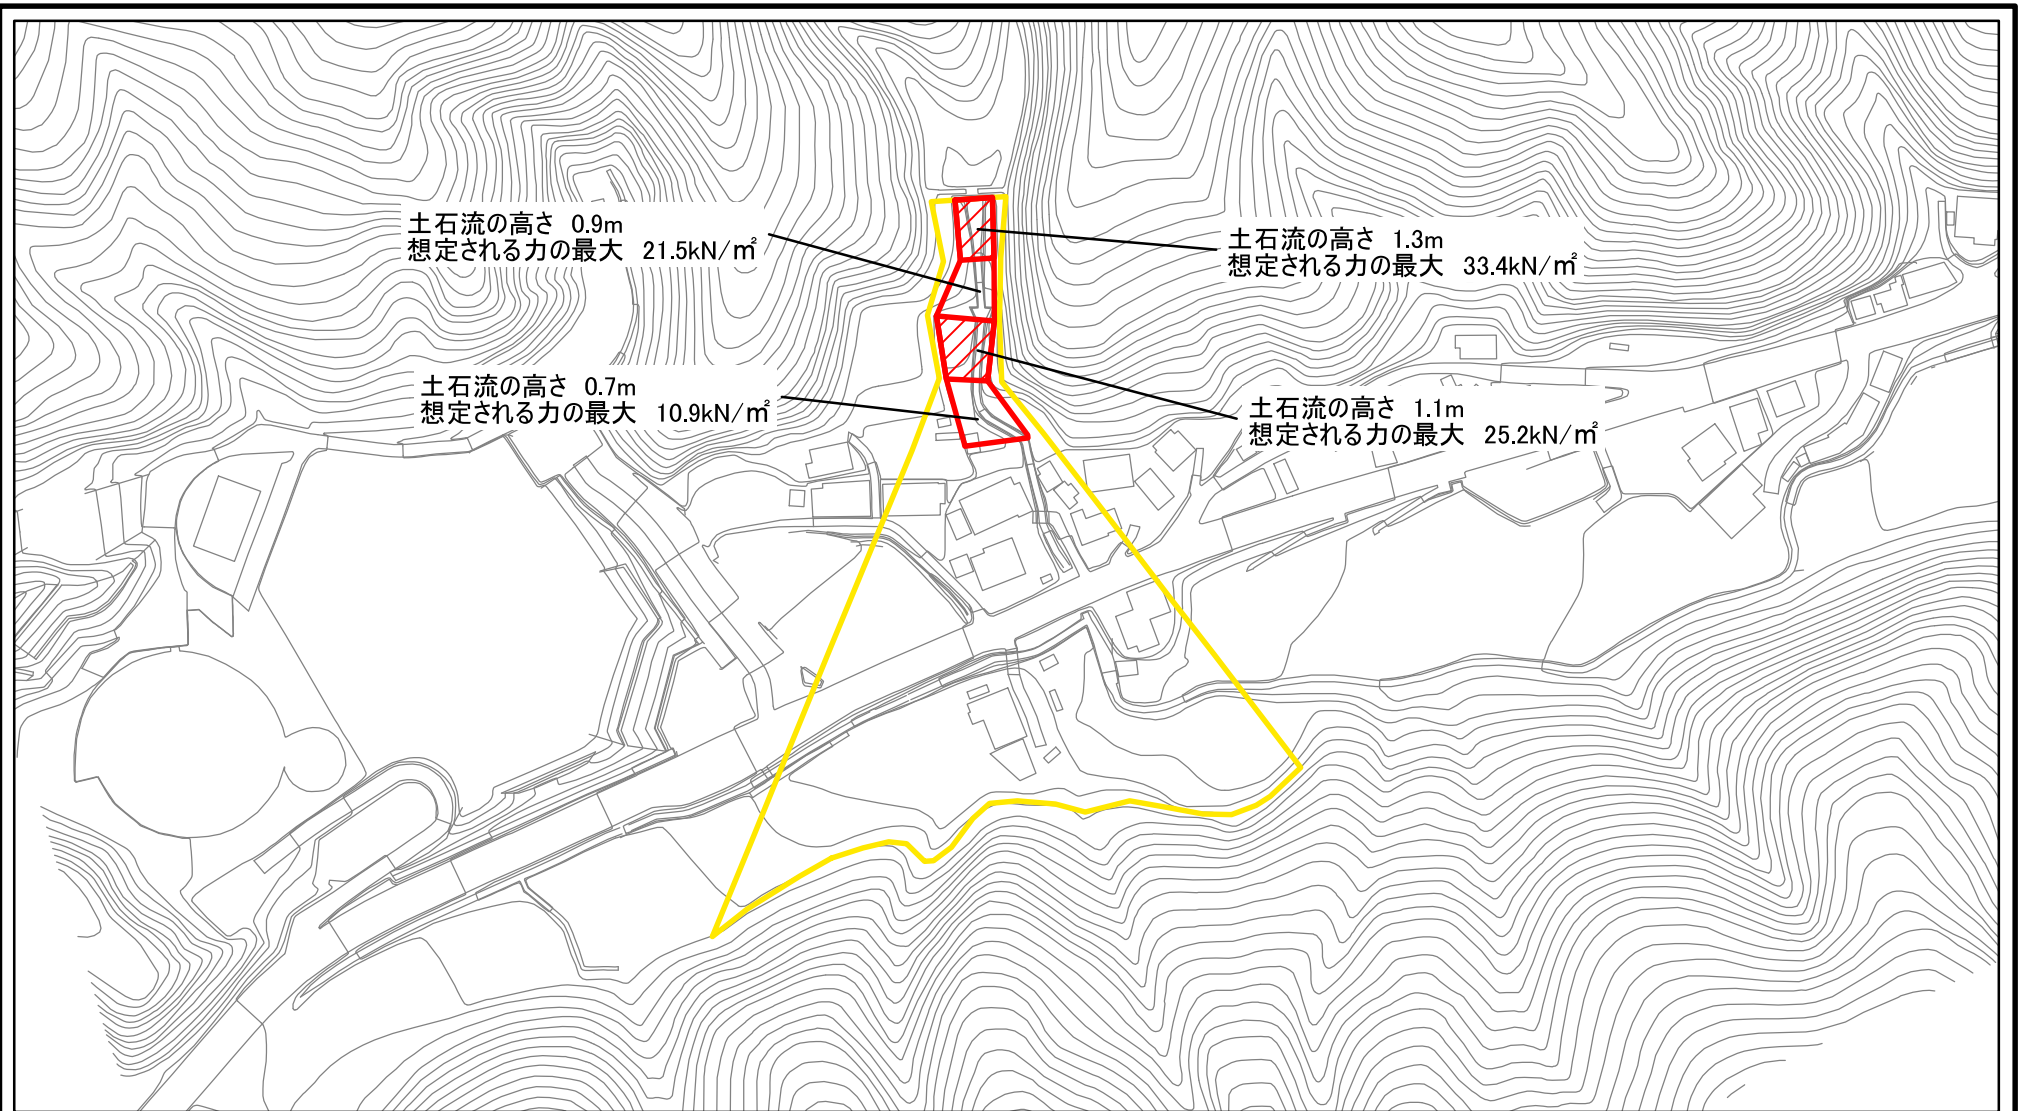 土石流の高さ 0.9m
想定される力の最大 21.5kN/㎡
土石流の高さ 1.3m
想定される力の最大 33.4kN/㎡
土石流の高さ 0.7m
想定される力の最大 10.9kN/㎡
土石流の高さ 1.1m
想定される力の最大 25.2kN/㎡